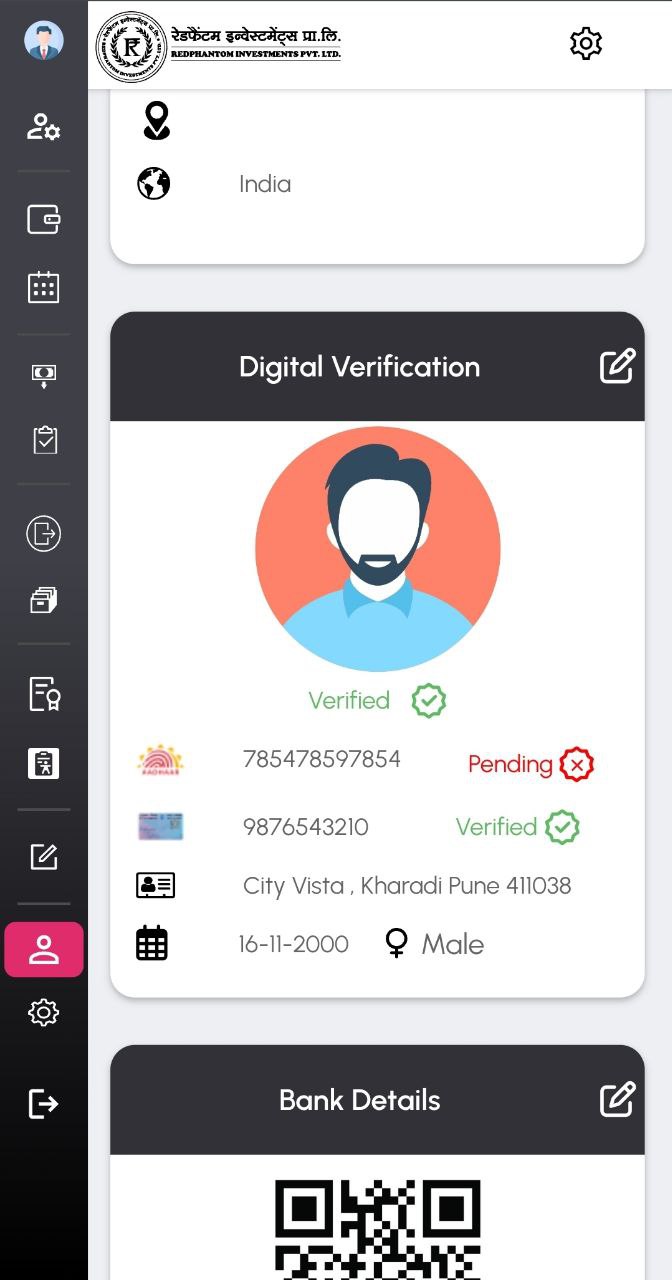 रेडफैंटम इन्वेस्टमेंट्स प्रा.लि.
REDPHANTOM INVESTMENTS PVT. LTD.
India
Digital Verification
Verified
AADHAAR
785478597854
Pending
9876543210
Verified
City Vista , Kharadi Pune 411038
16-11-2000
Male
Bank Details